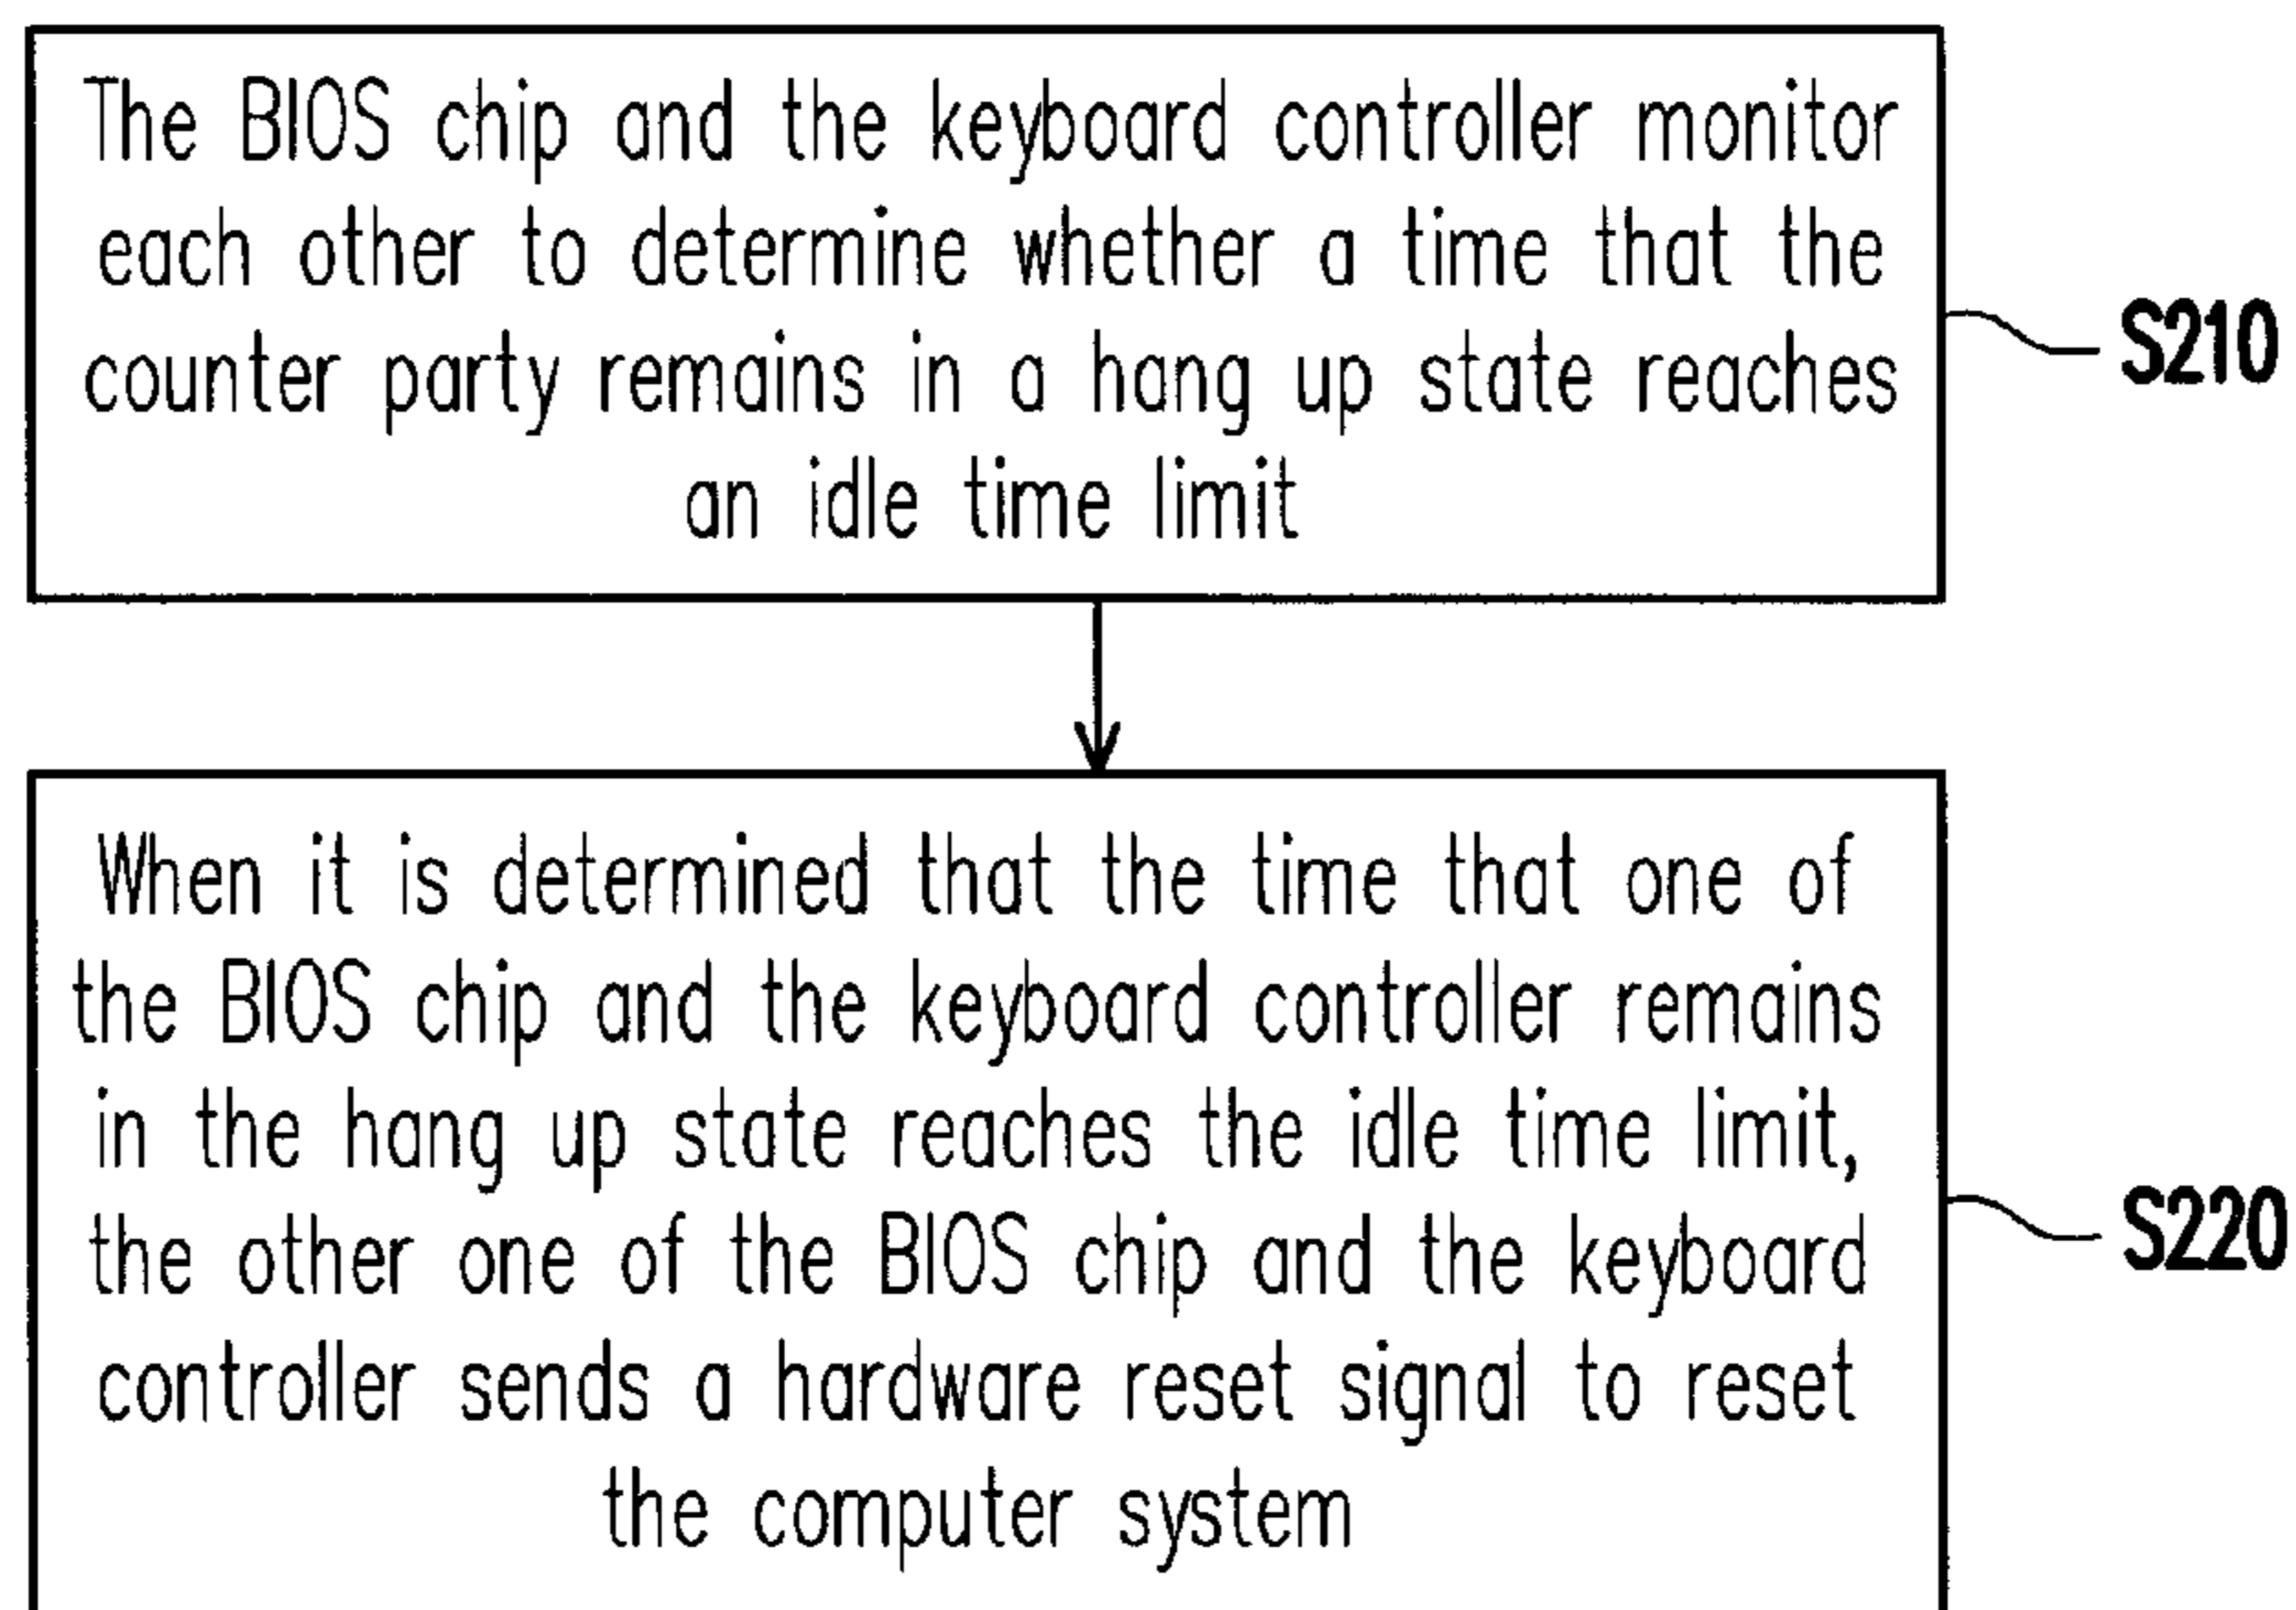 The BIOS chip and the keyboard controller monitor
each other to determine whether a time that the
counter party remains in a hang up state reaches
an idle time limit
S210
When it is determined that the time that one of
the BIOS chip and the keyboard controller remains
in the hang up state reaches the idle time limit,
the other one of the BIOS chip and the keyboard
controller sends a hardware reset signal to reset
the computer system
S220